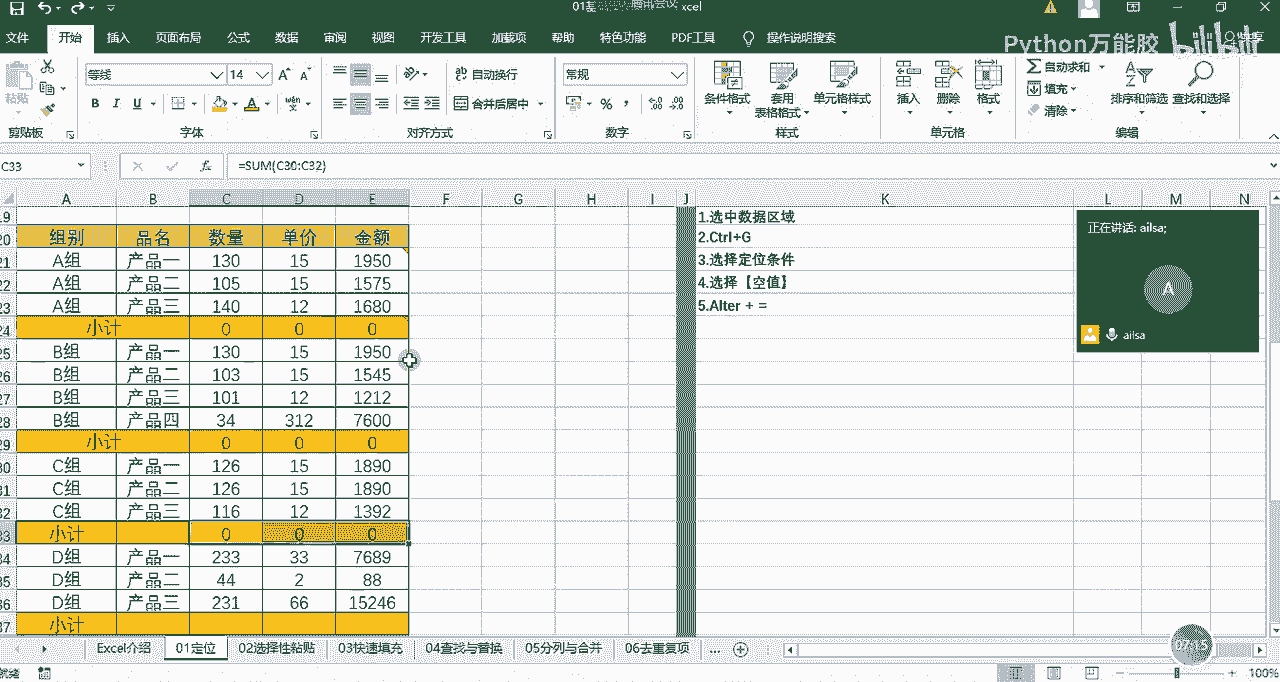 xcel
文件 开始 插入 页面布局 公式 数据 审阅 视图 开发工具 加载项 帮助 特色功能 PDF工具 操作说明搜索
Python万能胶 bilibili
粘贴 等线 14 自动换行 常规 条件格式 套用表格格式 单元格样式 插入 删除 格式 自动求和 填充 清除 排序和筛选 查找和选择
B I U 合并后居中 %
剪贴板 字体 对齐方式 数字 样式 单元格 编辑
C33 fx =SUM(C30:C32)
A B C D E F G H I J K L M N
19 1.选中数据区域
20 组别 品名 数量 单价 金额 2.Ctrl+G
21 A组 产品一 130 15 1950 3.选择定位条件
22 A组 产品二 105 15 1575 4.选择【空值】
23 A组 产品三 140 12 1680 5.Alter + =
24 小计 0 0 0
25 B组 产品一 130 15 1950
26 B组 产品二 103 15 1545
27 B组 产品三 101 12 1212
28 B组 产品四 34 312 7600
29 小计 0 0 0
30 C组 产品一 126 15 1890
31 C组 产品二 126 15 1890
32 C组 产品三 116 12 1392
33 小计 0 0 0
34 D组 产品一 233 33 7689
35 D组 产品二 44 2 88
36 D组 产品三 231 66 15246
37 小计
正在讲话: ailsa;
A
ailsa
Excel介绍 01定位 02选择性粘贴 03快速填充 04查找与替换 05分列与合并 06去重复项 ...
07:15
就绪 100%